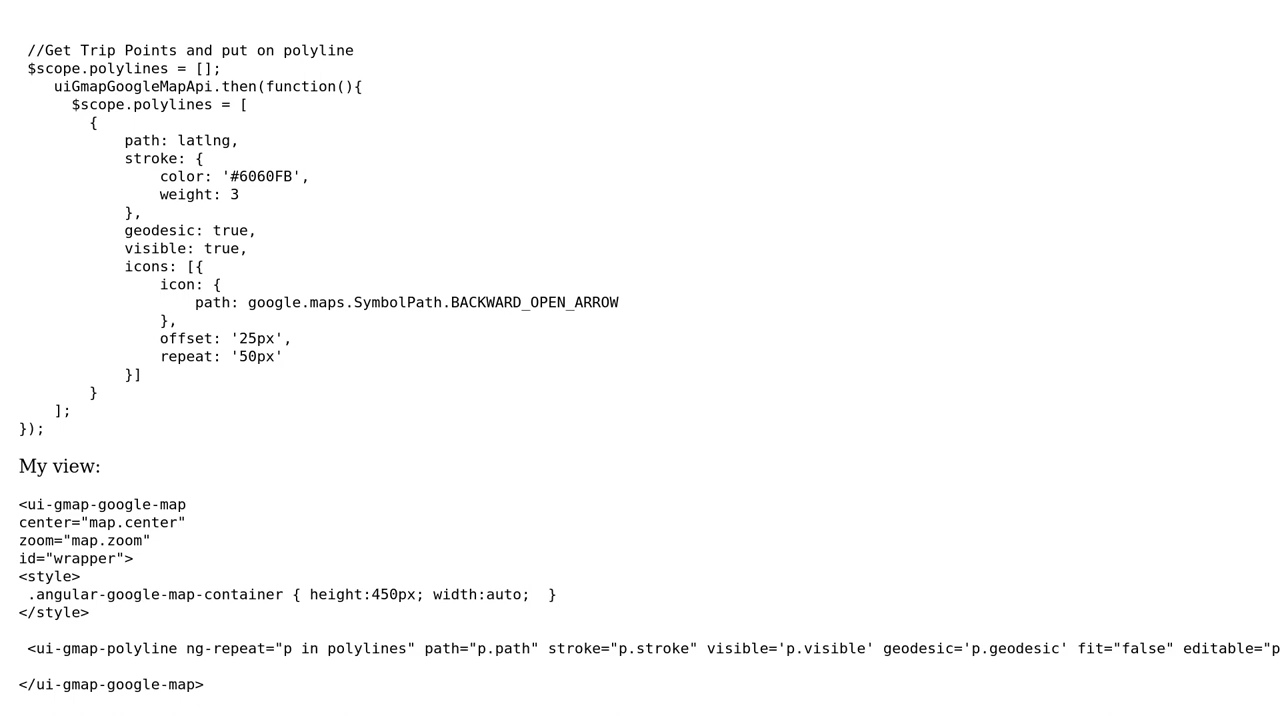 //Get Trip Points and put on polyline
$scope.polylines = [];
uiGmapGoogleMapApi.then(function(){
$scope.polylines = [
{
path: latlng,
stroke: {
color: '#6060FB',
weight: 3
},
geodesic: true,
visible: true,
icons: [{
icon: {
path: google.maps.SymbolPath.BACKWARD_OPEN_ARROW
},
offset: '25px',
repeat: '50px'
}]
}
];
});
My view:
<ui-gmap-google-map
center="map.center"
zoom="map.zoom"
id="wrapper">
<style>
.angular-google-map-container { height:450px; width:auto;  }
</style>
<ui-gmap-polyline ng-repeat="p in polylines" path="p.path" stroke="p.stroke" visible='p.visible' geodesic='p.geodesic' fit="false" editable="p
</ui-gmap-google-map>